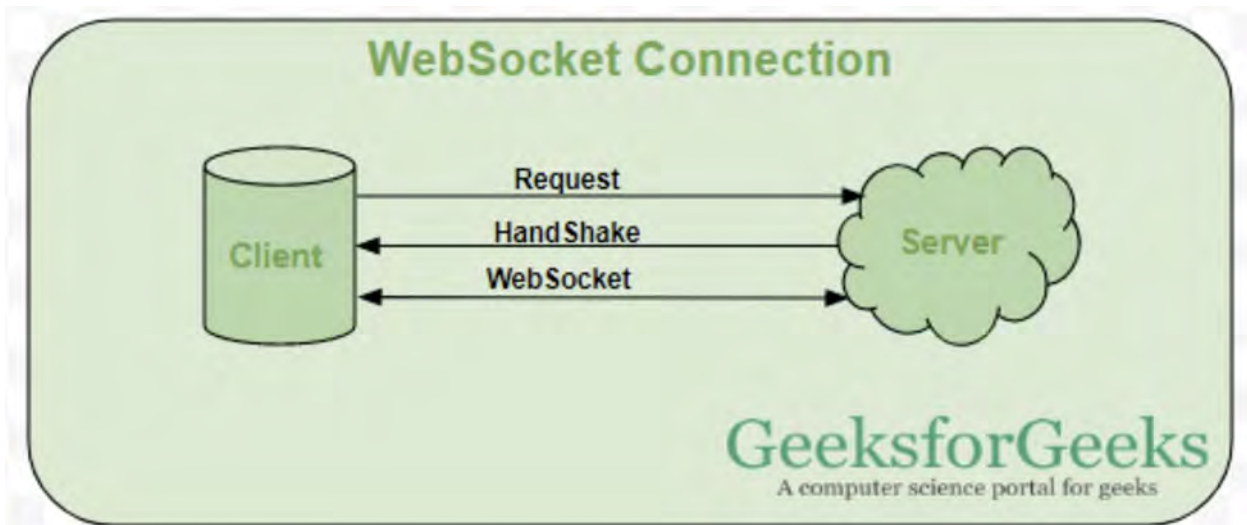 WebSocket Connection
Request
HandShake
WebSocket
Client
Server
GeeksforGeeks
A computer science portal for geeks